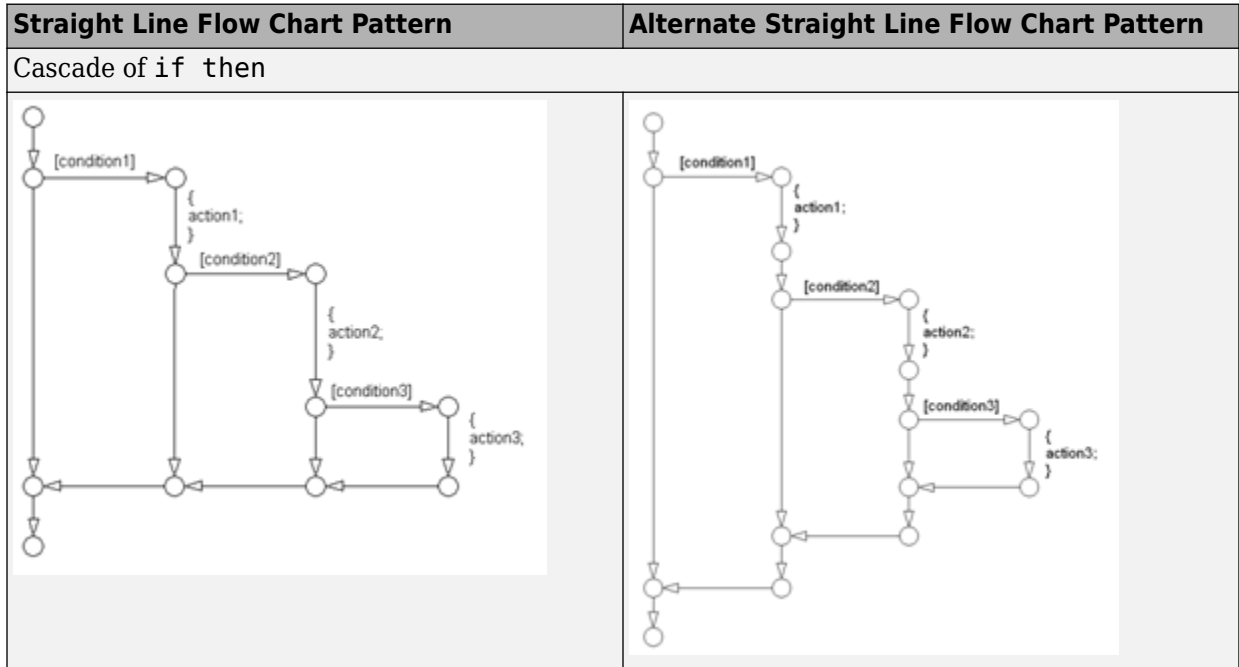 Straight Line Flow Chart Pattern
Alternate Straight Line Flow Chart Pattern
Cascade of if then
[condition1]
{
action1;
}
[condition2]
{
action2;
}
[condition3]
{
action3;
}
[condition1]
{
action1;
}
[condition2]
{
action2;
}
[condition3]
{
action3;
}